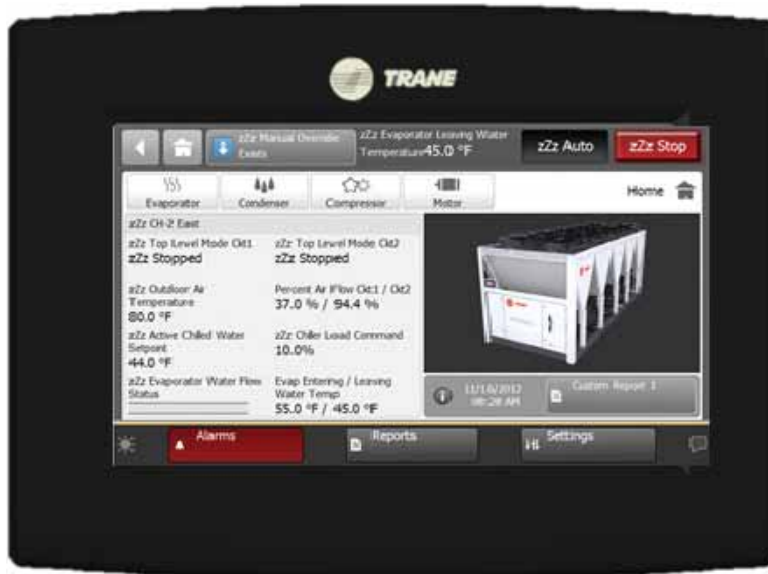 TRANE
zZz Manual Override
Exists
zZz Evaporator Leaving Water
Temperature 45.0 °F
zZz Auto
zZz Stop
Evaporator
Condenser
Compressor
Motor
Home
zZz CH-2 East
zZz Top Level Mode Ckt1
zZz Stopped
zZz Top Level Mode Ckt2
zZz Stopped
zZz Outdoor Air
Temperature
80.0 °F
Percent Air Flow Ckt1 / Ckt2
37.0 % / 94.4 %
zZz Active Chilled Water
Setpoint
44.0 °F
zZz Chiller Load Command
10.0%
zZz Evaporator Water Flow
Status
Evap Entering / Leaving
Water Temp
55.0 °F / 45.0 °F
11/16/2012
08:28 AM
Custom Report 1
Alarms
Reports
Settings